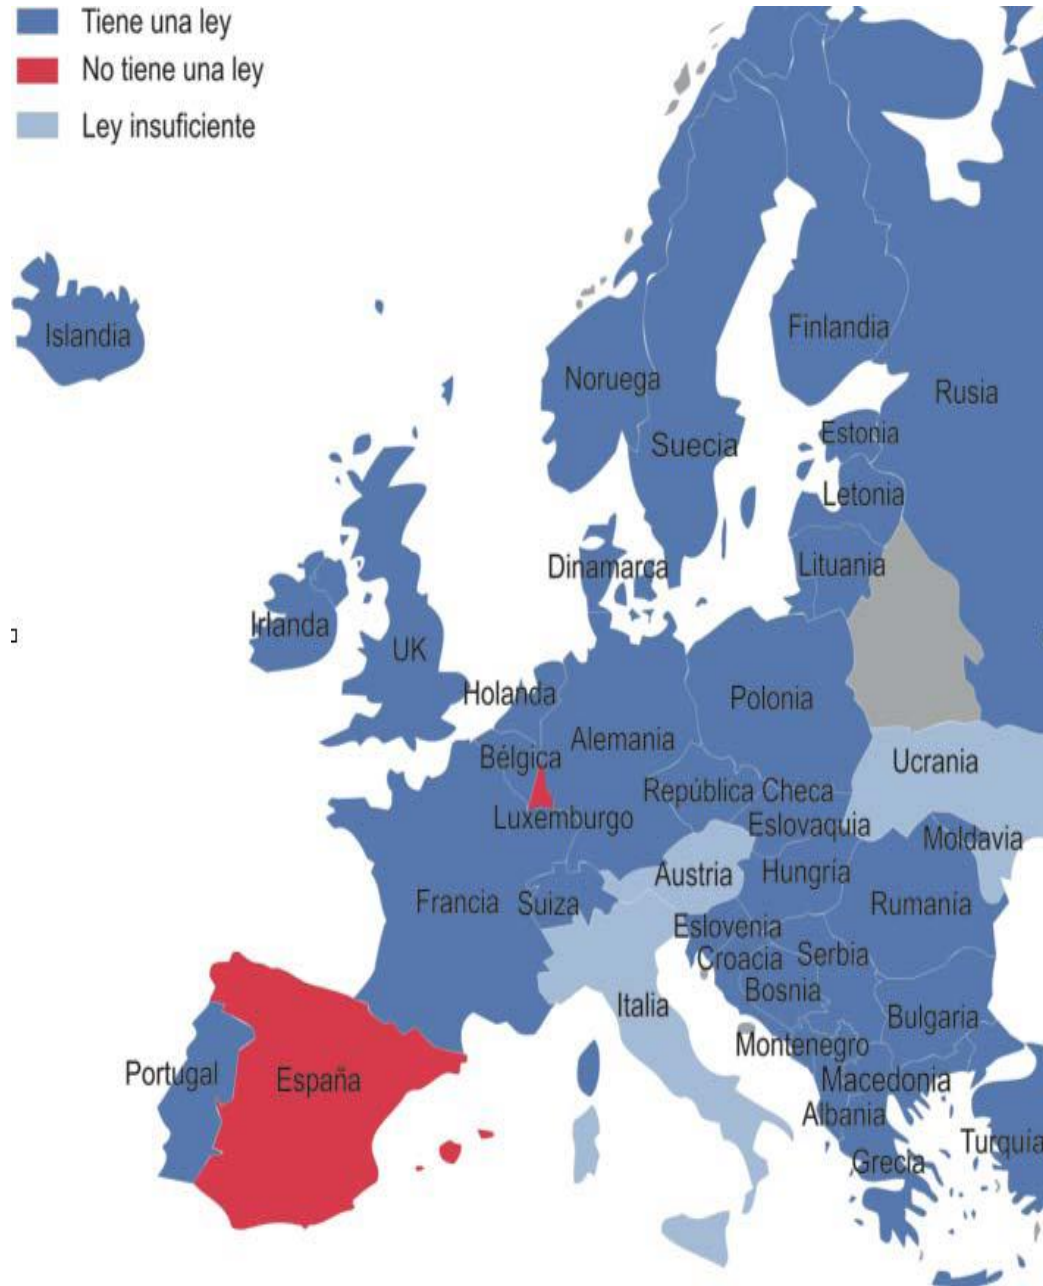 Tiene una ley
No tiene una ley
Ley insuficiente
Islandia
Finlandia
Noruega
Rusia
Suecia
Estonia
Letonia
Dinamarca
Lituania
Irlanda
UK
Holanda
Polonia
Alemania
Bélgica
Ucrania
República Checa
Luxemburgo
Eslovaquia
Moldavia
Austria
Hungría
Francia
Suiza
Rumanía
Eslovenia
Croacia
Serbia
Bosnia
Italia
Bulgaria
Montenegro
Portugal
España
Macedonia
Albania
Turquia
Grecia